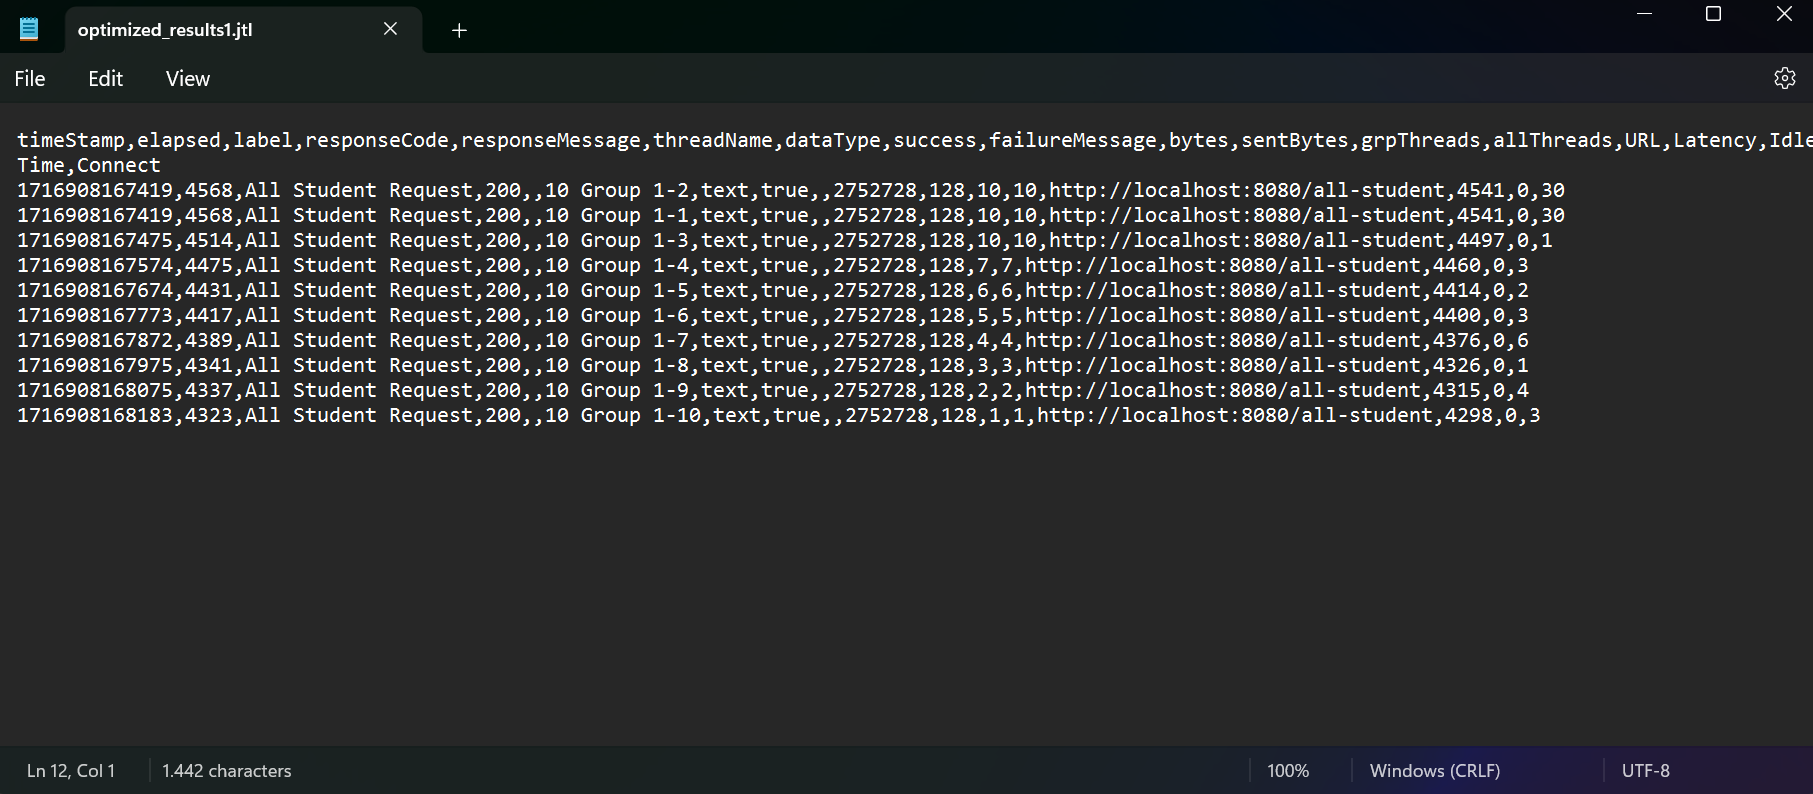 optimized_results1.jtl
File Edit View
timeStamp,elapsed,label,responseCode,responseMessage,threadName,dataType,success,failureMessage,bytes,sentBytes,grpThreads,allThreads,URL,Latency,Idle
Time,Connect
1716908167419,4568,All Student Request,200,,10 Group 1-2,text,true,,2752728,128,10,10,http://localhost:8080/all-student,4541,0,30
1716908167419,4568,All Student Request,200,,10 Group 1-1,text,true,,2752728,128,10,10,http://localhost:8080/all-student,4541,0,30
1716908167475,4514,All Student Request,200,,10 Group 1-3,text,true,,2752728,128,10,10,http://localhost:8080/all-student,4497,0,1
1716908167574,4475,All Student Request,200,,10 Group 1-4,text,true,,2752728,128,7,7,http://localhost:8080/all-student,4460,0,3
1716908167674,4431,All Student Request,200,,10 Group 1-5,text,true,,2752728,128,6,6,http://localhost:8080/all-student,4414,0,2
1716908167773,4417,All Student Request,200,,10 Group 1-6,text,true,,2752728,128,5,5,http://localhost:8080/all-student,4400,0,3
1716908167872,4389,All Student Request,200,,10 Group 1-7,text,true,,2752728,128,4,4,http://localhost:8080/all-student,4376,0,6
1716908167975,4341,All Student Request,200,,10 Group 1-8,text,true,,2752728,128,3,3,http://localhost:8080/all-student,4326,0,1
1716908168075,4337,All Student Request,200,,10 Group 1-9,text,true,,2752728,128,2,2,http://localhost:8080/all-student,4315,0,4
1716908168183,4323,All Student Request,200,,10 Group 1-10,text,true,,2752728,128,1,1,http://localhost:8080/all-student,4298,0,3
Ln 12, Col 1 1.442 characters 100% Windows (CRLF) UTF-8